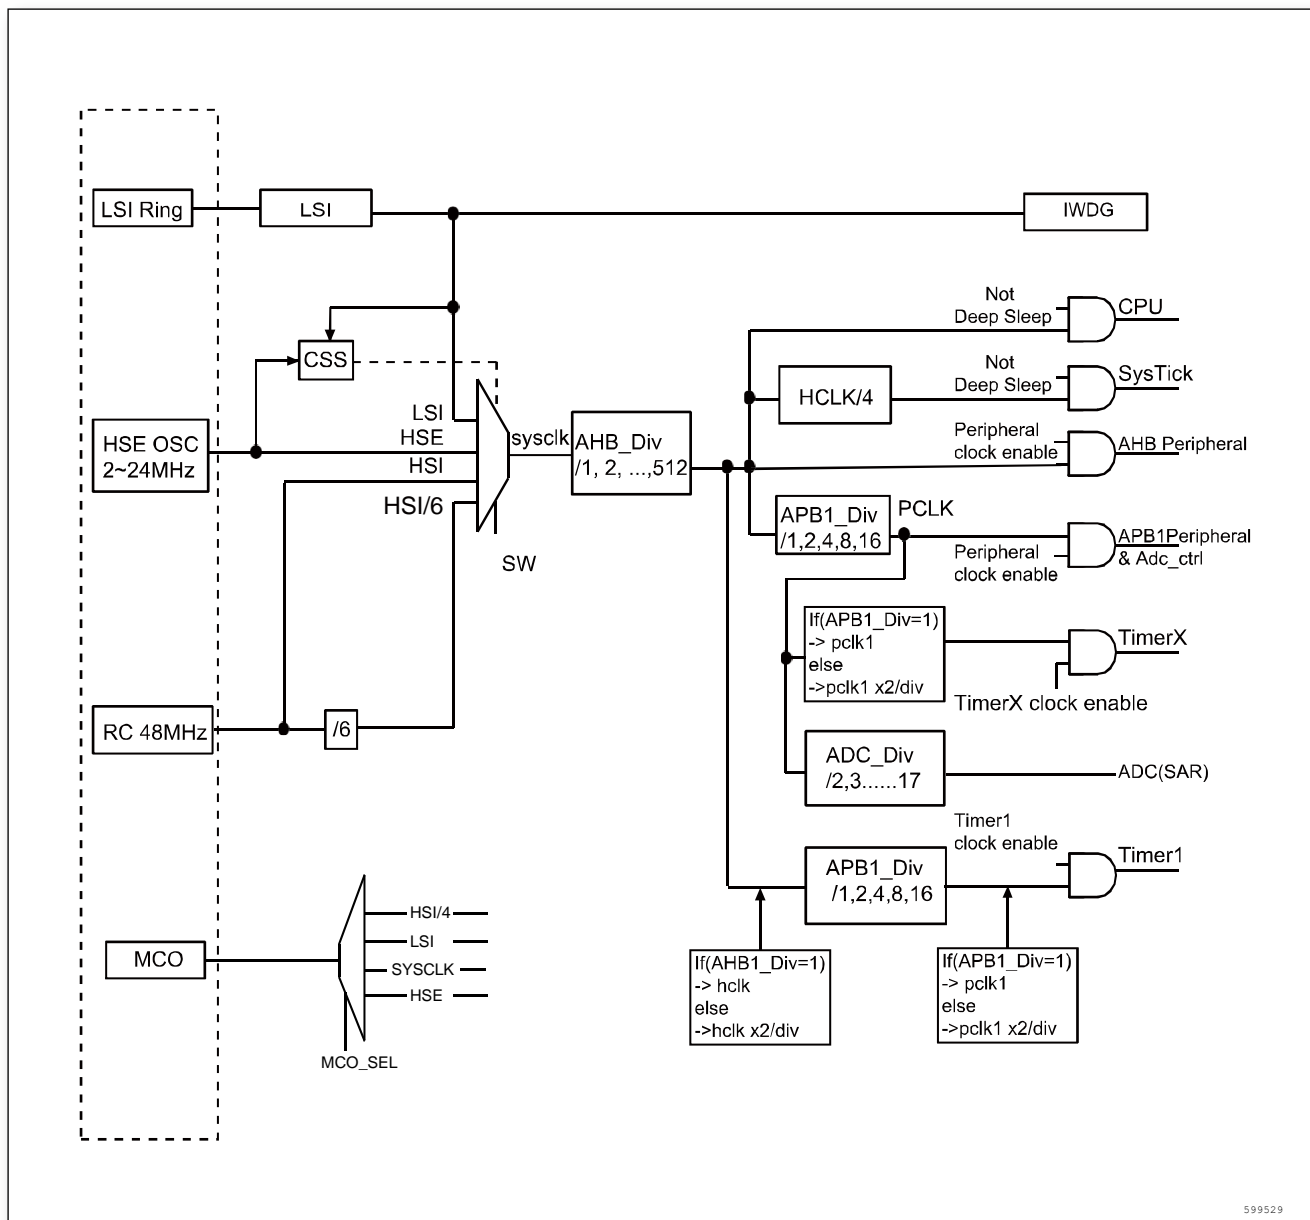 LSI Ring
LSI
IWDG
Not
Deep Sleep
CPU
CSS
Not
Deep Sleep
SysTick
HCLK/4
LSI
HSE
HSI
HSI/6
sysclk
SW
HSE OSC
2~24MHz
AHB_Div
/1, 2, ...,512
Peripheral
clock enable
AHB Peripheral
APB1_Div
/1,2,4,8,16
PCLK
Peripheral
clock enable
APB1Peripheral
& Adc_ctrl
If(APB1_Div=1)
-> pclk1
else
->pclk1 x2/div
TimerX
TimerX clock enable
RC 48MHz
/6
ADC_Div
/2,3......17
ADC(SAR)
Timer1
clock enable
Timer1
APB1_Div
/1,2,4,8,16
MCO
HSI/4
LSI
SYSCLK
HSE
MCO_SEL
If(AHB1_Div=1)
-> hclk
else
->hclk x2/div
If(APB1_Div=1)
-> pclk1
else
->pclk1 x2/div
599529